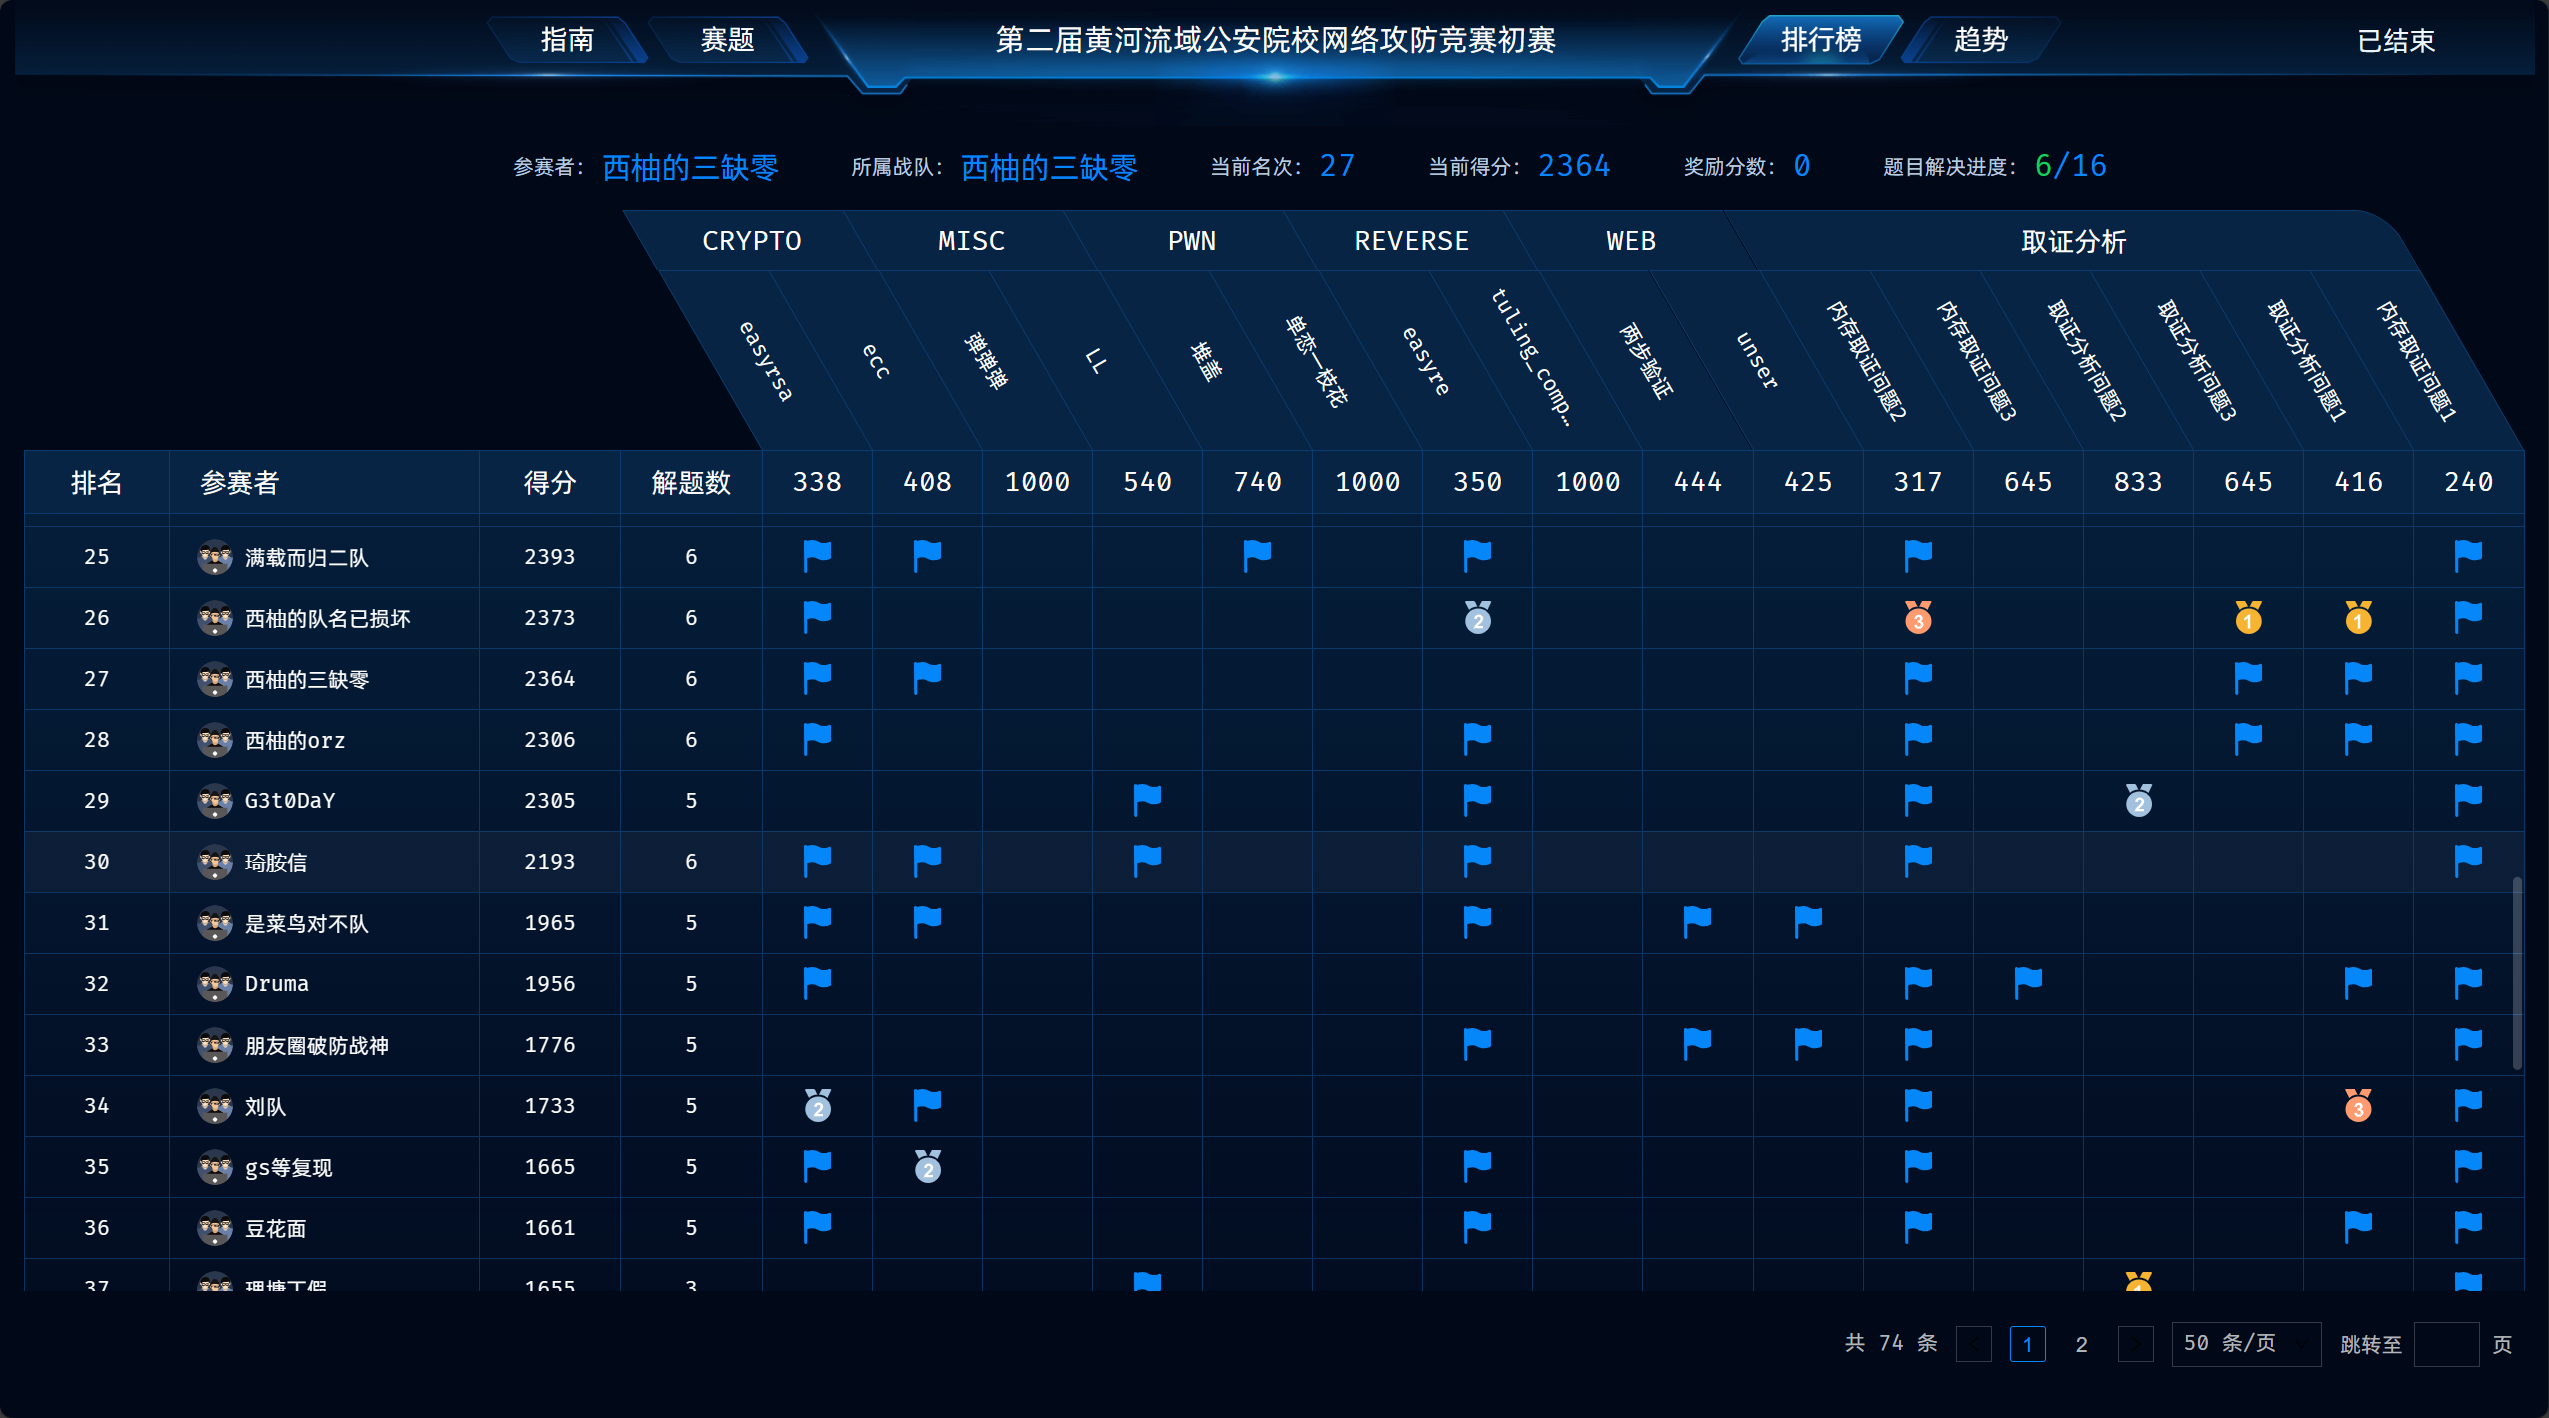 指南 赛题 第二届黄河流域公安院校网络攻防竞赛初赛 排行榜 趋势 已结束
参赛者: 西柚的三缺零 所属战队: 西柚的三缺零 当前名次: 27 当前得分: 2364 奖励分数: 0 题目解决进度: 6/16
CRYPTO MISC PWN REVERSE WEB 取证分析
easyrsa ecc 弹弹弹 LL 堆盖 单恋一枝花 easyre tuling_comp… 两步验证 unser 内存取证问题2 内存取证问题3 取证分析问题2 取证分析问题3 取证分析问题1 内存取证问题1
排名 参赛者 得分 解题数 338 408 1000 540 740 1000 350 1000 444 425 317 645 833 645 416 240
25 满载而归二队 2393 6
26 西柚的队名已损坏 2373 6 2 3 1 1
27 西柚的三缺零 2364 6
28 西柚的orz 2306 6
29 G3t0DaY 2305 5 2
30 琦胺信 2193 6
31 是菜鸟对不队 1965 5
32 Druma 1956 5
33 朋友圈破防战神 1776 5
34 刘队 1733 5 2 3
35 gs等复现 1665 5 2
36 豆花面 1661 5
37 1655 3 1
共 74 条 1 2 50 条/页 跳转至 页